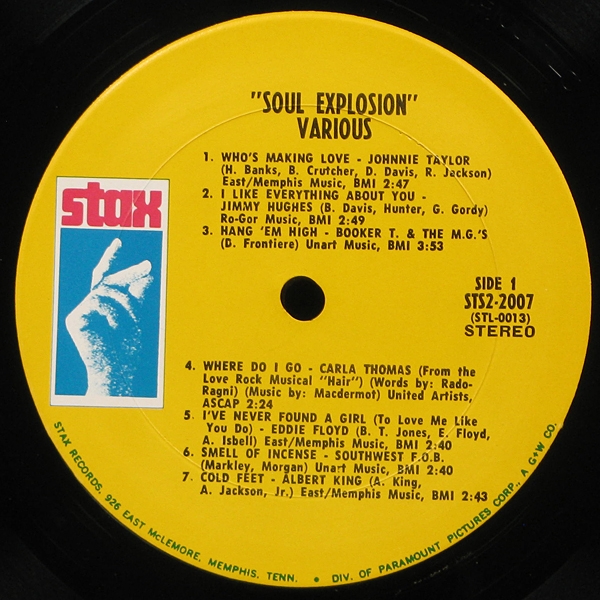 "SOUL EXPLOSION"
VARIOUS
1. WHO'S MAKING LOVE - JOHNNIE TAYLOR
(H. Banks, B. Crutcher, D. Davis, R. Jackson)
East/Memphis Music, BMI 2:47
2. I LIKE EVERYTHING ABOUT YOU -
JIMMY HUGHES (B. Davis, Hunter, G. Gordy)
Ro-Gor Music, BMI 2:49
3. HANG 'EM HIGH - BOOKER T. & THE M.G.'S
(D. Frontiere) Unart Music, BMI 3:53
stax
SIDE 1
STS2-2007
(STL-0013)
STEREO
4. WHERE DO I GO - CARLA THOMAS (From the
Love Rock Musical "Hair") (Words by: Rado-
Ragni) (Music by: Macdermot) United Artists,
ASCAP 2:24
5. I'VE NEVER FOUND A GIRL (To Love Me Like
You Do) - EDDIE FLOYD (B. T. Jones, E. Floyd,
A. Isbell) East/Memphis Music, BMI 2:40
6. SMELL OF INCENSE - SOUTHWEST F.O.B.
(Markley, Morgan) Unart Music, BMI 2:40
7. COLD FEET - ALBERT KING (A. King,
A. Jackson, Jr.) East/Memphis Music, BMI 2:43
STAX RECORDS, 926 EAST McLEMORE, MEMPHIS, TENN. • DIV. OF PARAMOUNT PICTURES CORP., A G+W CO.